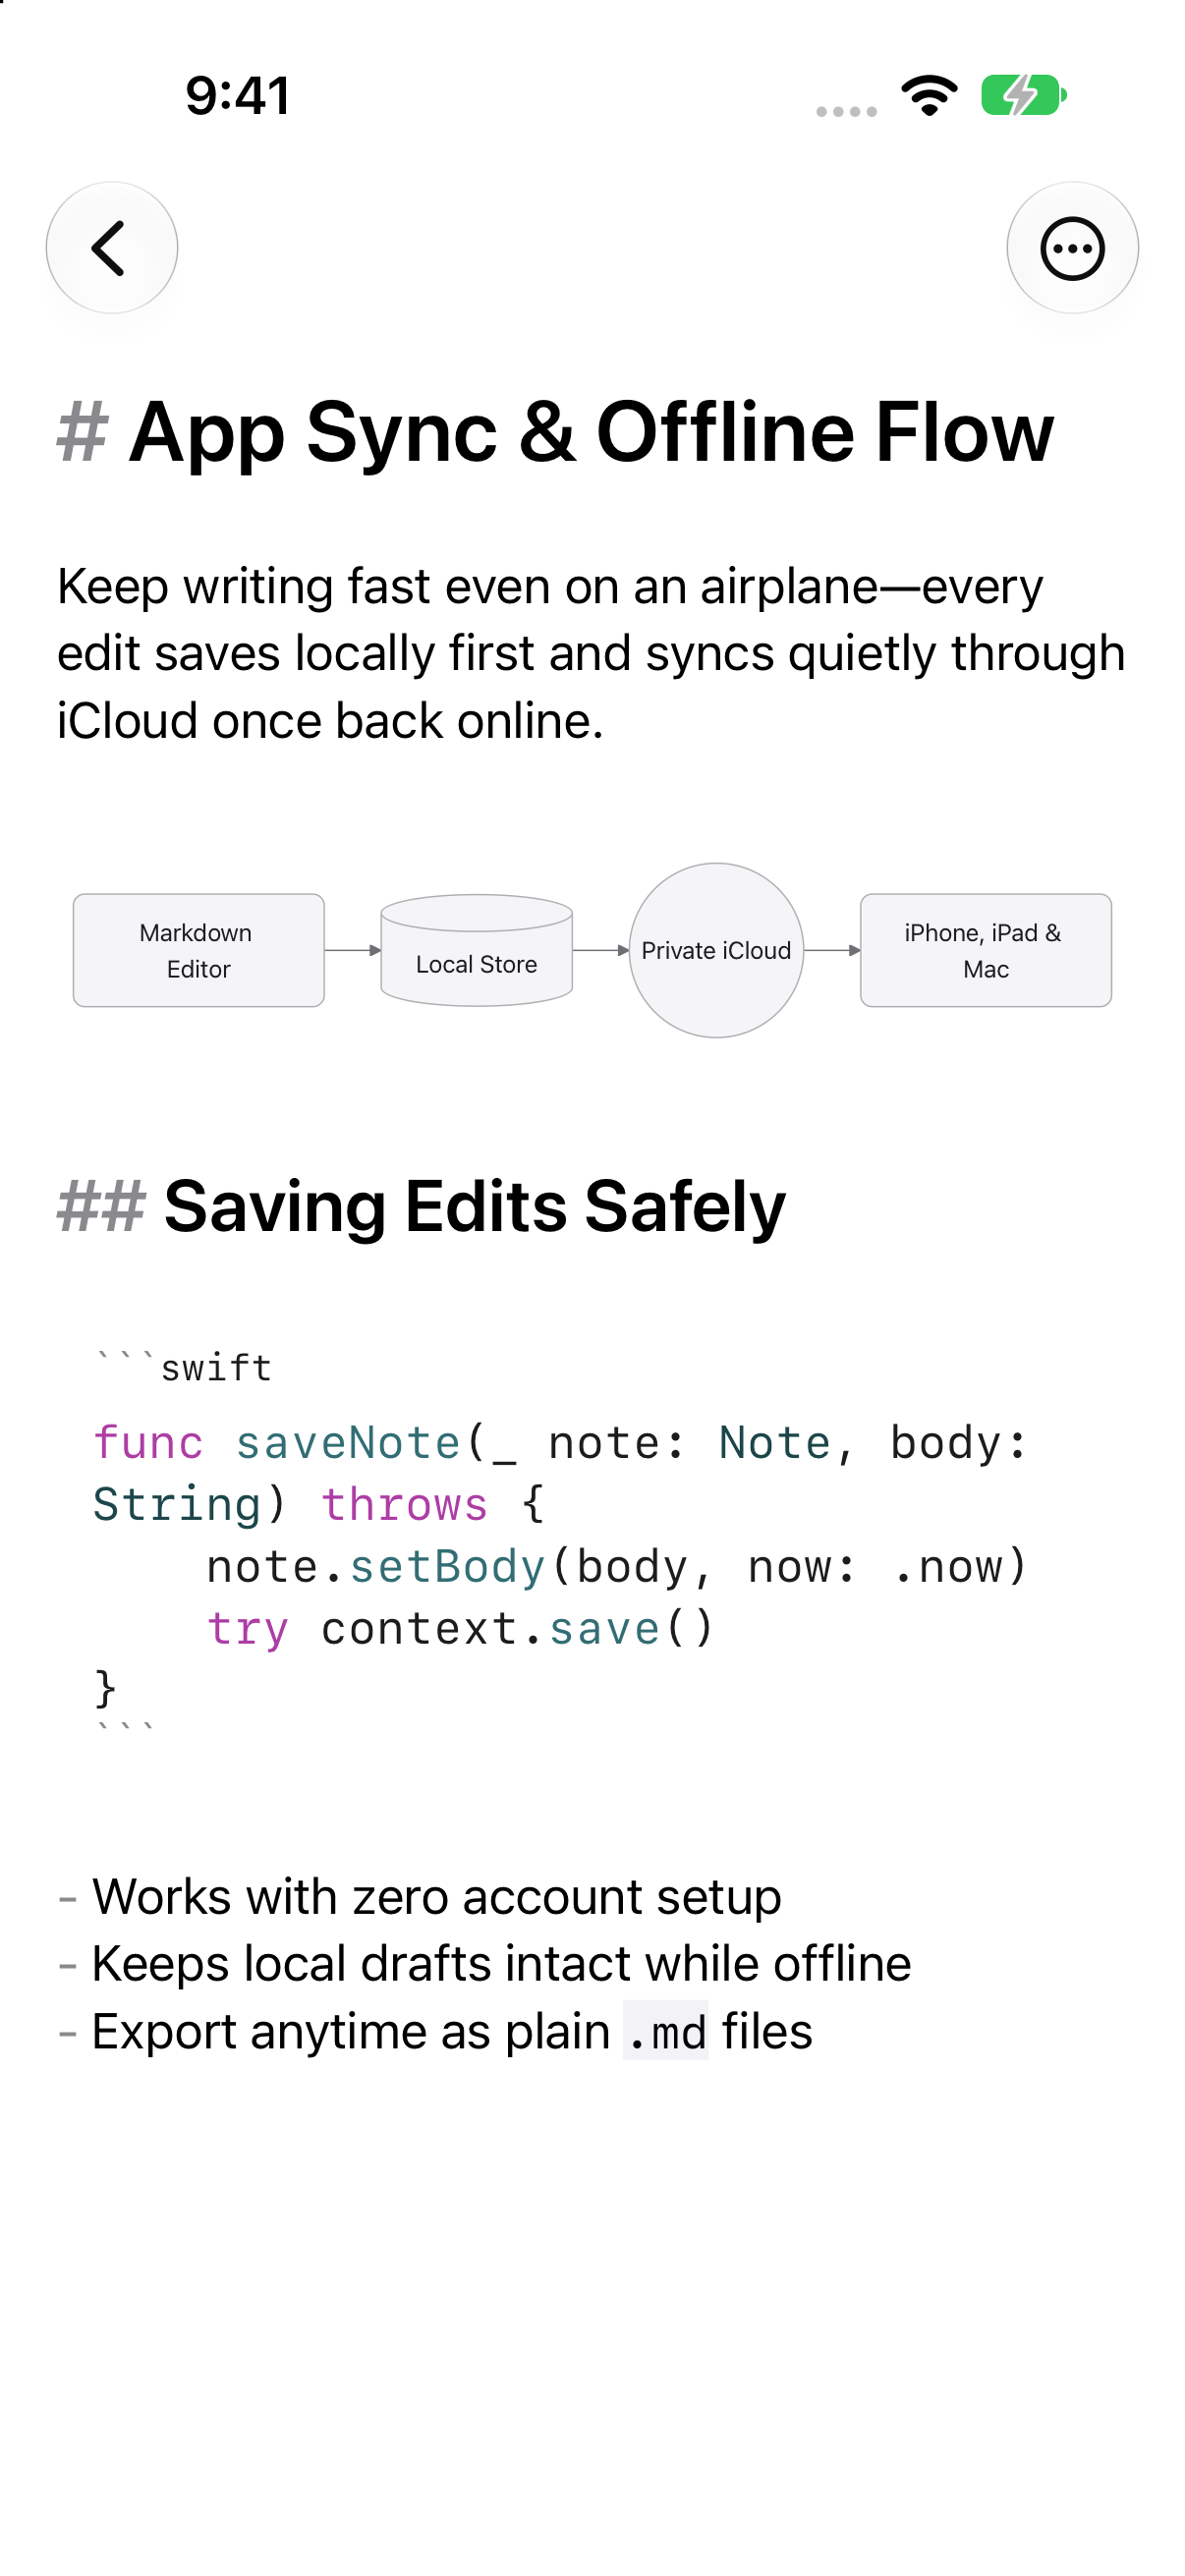 9:41
# App Sync & Offline Flow
Keep writing fast even on an airplane—every
edit saves locally first and syncs quietly through
iCloud once back online.
Markdown
Editor
Local Store
Private iCloud
iPhone, iPad &
Mac
## Saving Edits Safely
```swift
func saveNote(_ note: Note, body:
String) throws {
    note.setBody(body, now: .now)
    try context.save()
}
```
- Works with zero account setup
- Keeps local drafts intact while offline
- Export anytime as plain .md files